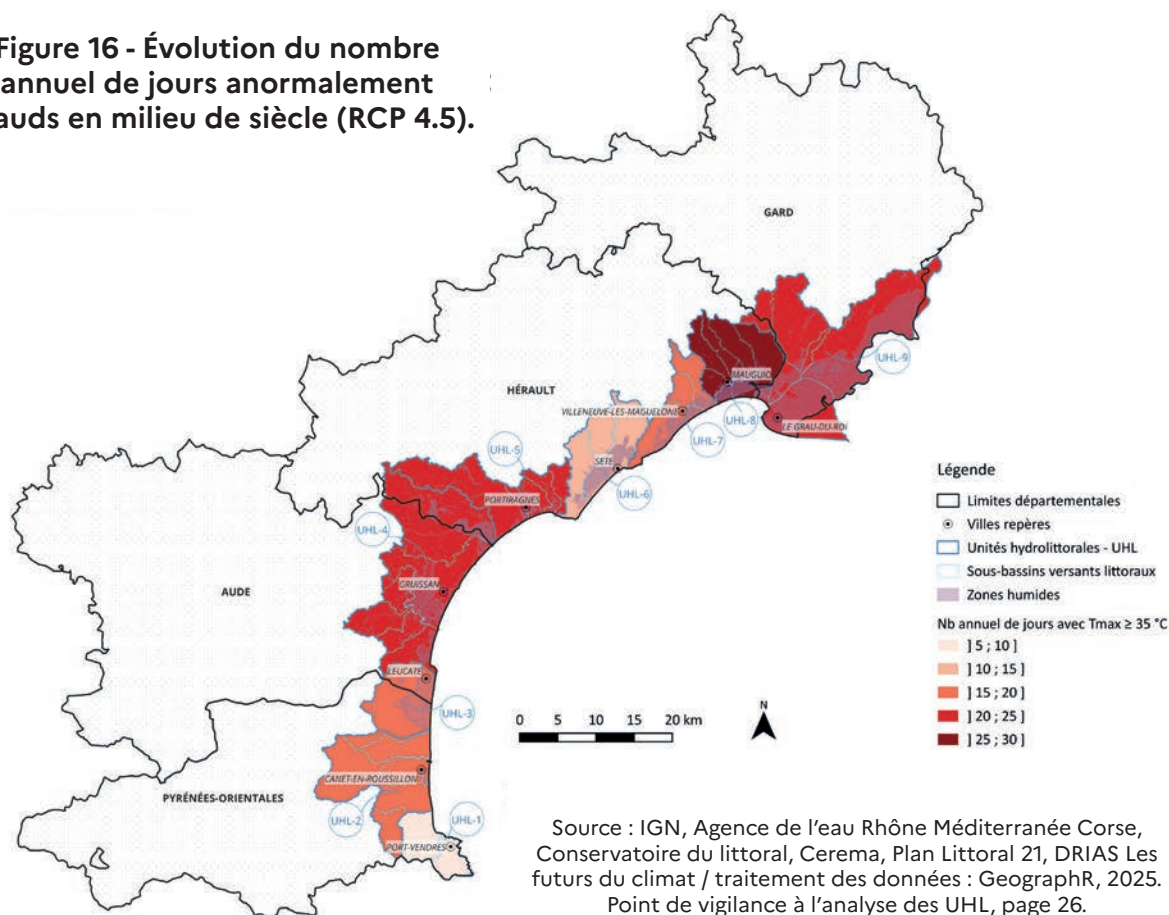 Figure 16 - Évolution du nombre
annuel de jours anormalement
auds en milieu de siècle (RCP 4.5).
GARD
UHL-9
MAUGUIO
HÉRAULT
VILLENEUVE-LES-MAGUELONE
UHL-8
LE GRAU-DU-ROI
UHL-7
UHL-5
SETE
UHL-6
PORTIRAGNES
UHL-4
GRUISSAN
AUDE
LEUCATE
UHL-3
CANET-EN-ROUSSILLON
PYRÉNÉES-ORIENTALES
UHL-2
UHL-1
PORT-VENDRES
0 5 10 15 20 km
N
Légende
Limites départementales
Villes repères
Unités hydrolittorales - UHL
Sous-bassins versants littoraux
Zones humides
Nb annuel de jours avec Tmax ≥ 35 °C
] 5 ; 10 ]
] 10 ; 15 ]
] 15 ; 20 ]
] 20 ; 25 ]
] 25 ; 30 ]
Source : IGN, Agence de l'eau Rhône Méditerranée Corse,
Conservatoire du littoral, Cerema, Plan Littoral 21, DRIAS Les
futurs du climat / traitement des données : GeographR, 2025.
Point de vigilance à l'analyse des UHL, page 26.